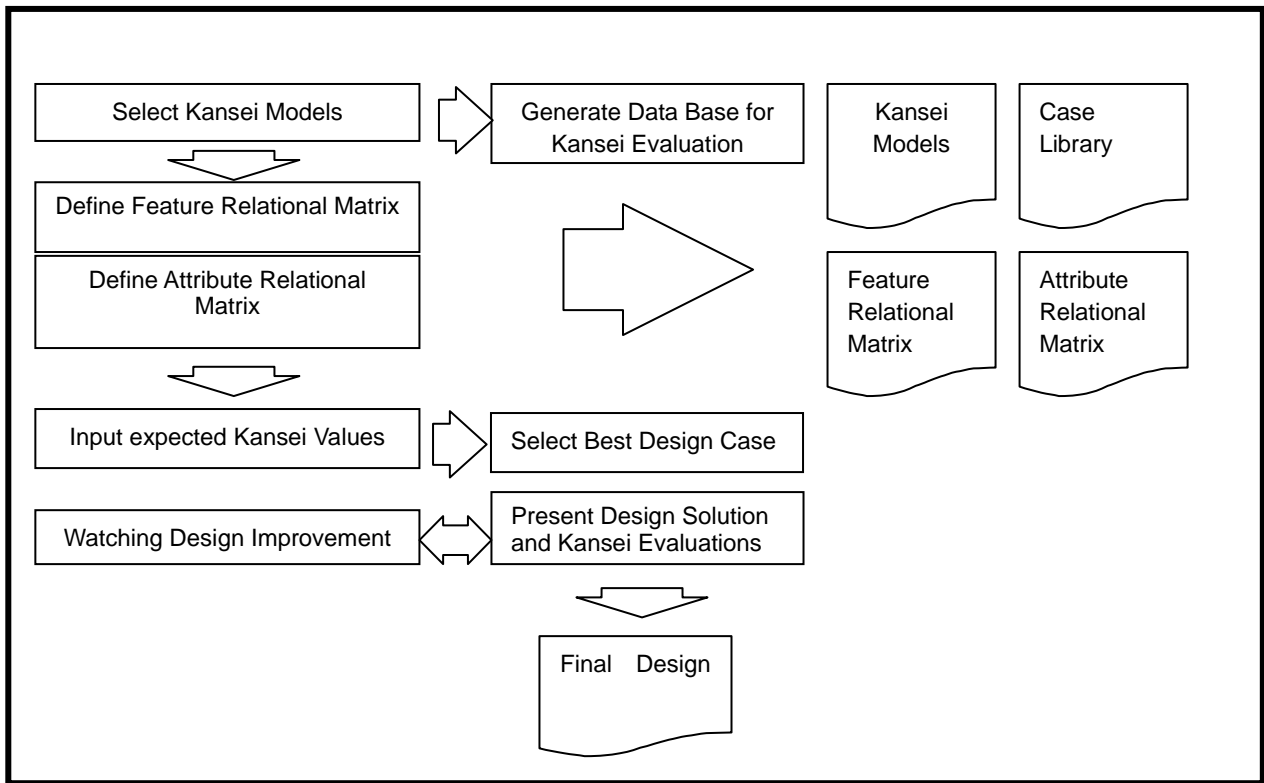 Select Kansei Models
Generate Data Base for
Kansei Evaluation
Kansei
Models
Case
Library
Define Feature Relational Matrix
Define Attribute Relational
Matrix
Feature
Relational
Matrix
Attribute
Relational
Matrix
Input expected Kansei Values
Select Best Design Case
Watching Design Improvement
Present Design Solution
and Kansei Evaluations
Final Design